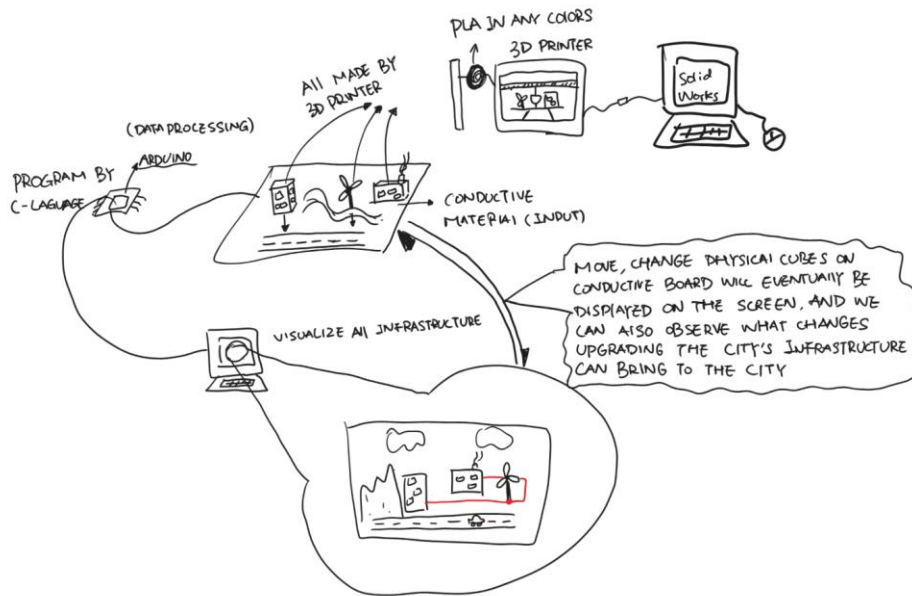 PLA IN ANY COLORS
3D PRINTER
Solid
Works
All MADE BY
3D PRINTER
(DATA PROCESSING)
ARDUINO
PROGRAM BY
C-LAGUAGE
CONDUCTIVE
MATERIAL (INPUT)
MOVE, CHANGE PHYSICAL CUBES ON
CONDUCTIVE BOARD WILL EVENTUALLY BE
DISPLAYED ON THE SCREEN, AND WE
CAN ALSO OBSERVE WHAT CHANGES
UPGRADING THE CITY'S INFRASTRUCTURE
CAN BRING TO THE CITY
VISUALIZE All INFRASTRUCTURE